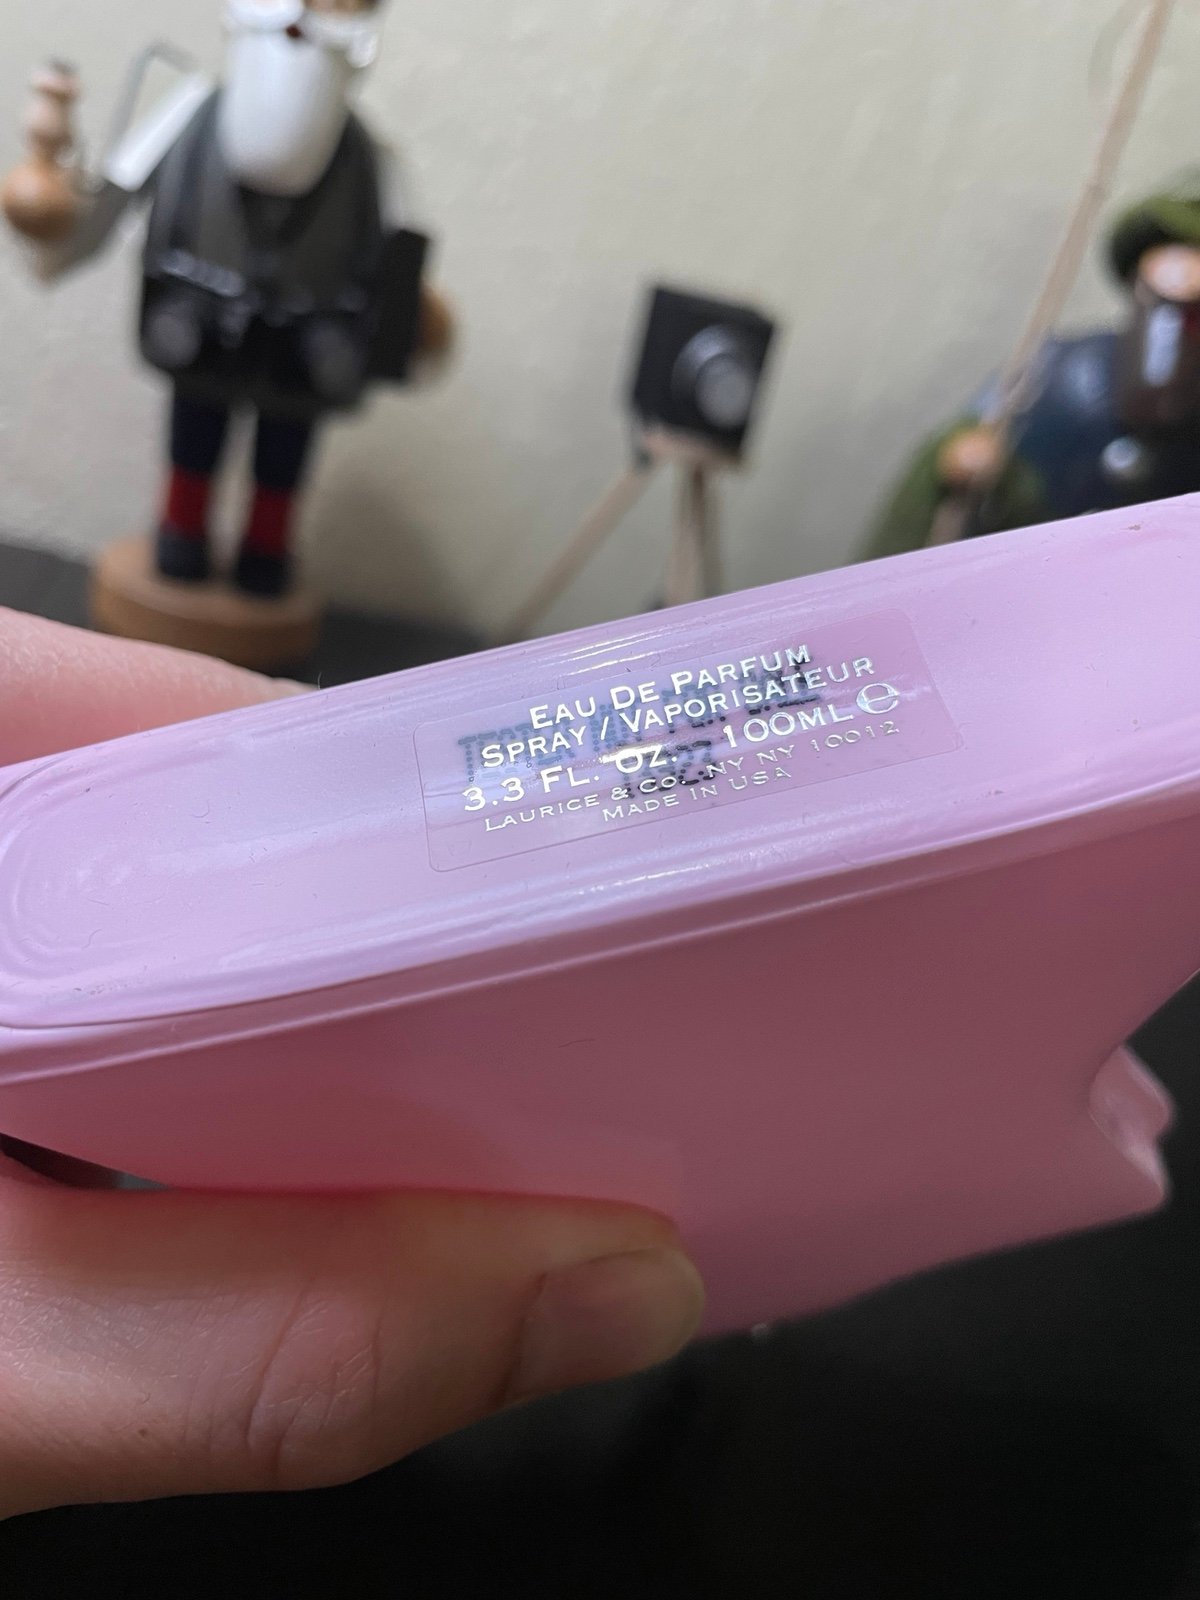 EAU DE PARFUM
SPRAY / VAPORISATEUR
3.3 FL. OZ. 100ML ℮
LAURICE & CO. NY NY 10012
MADE IN USA